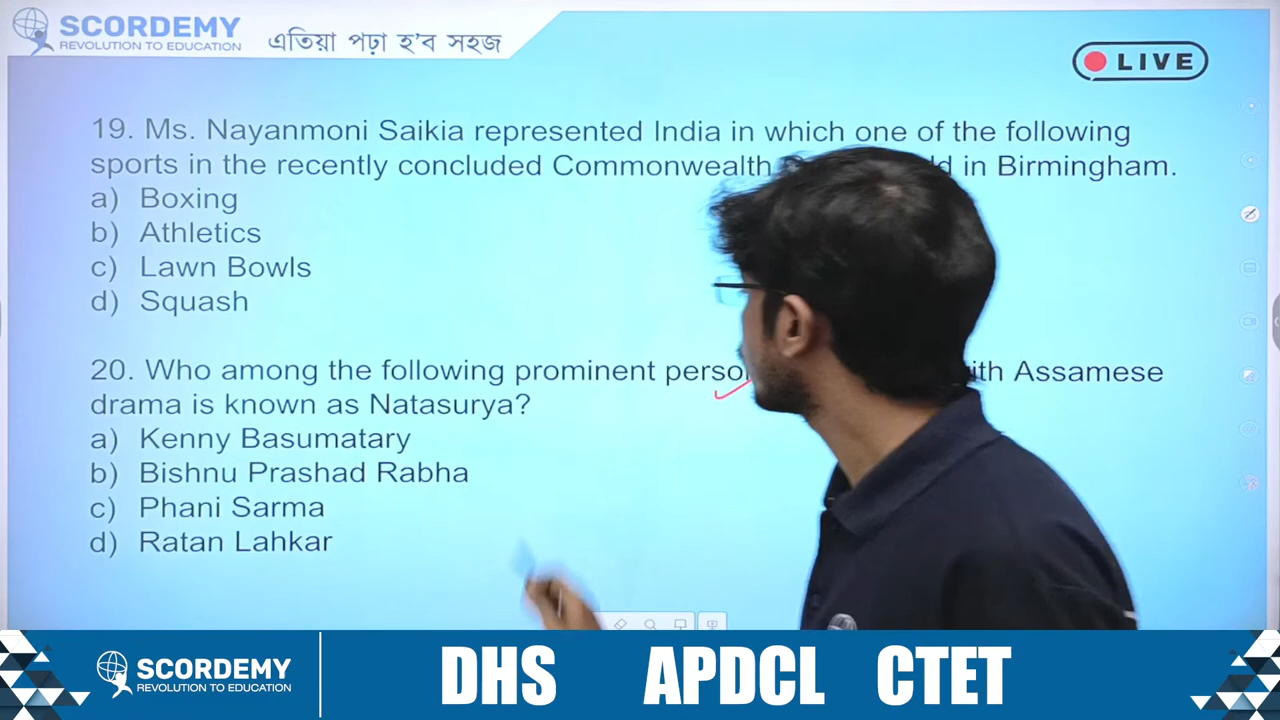 SCORDEMY
REVOLUTION TO EDUCATION
এতিয়া পঢ়া হ'ব সহজ
LIVE
19. Ms. Nayanmoni Saikia represented India in which one of the following
sports in the recently concluded Commonwealth in Birmingham.
a) Boxing
b) Athletics
c) Lawn Bowls
d) Squash
20. Who among the following prominent Assamese
drama is known as Natasurya?
a) Kenny Basumatary
b) Bishnu Prashad Rabha
c) Phani Sarma
d) Ratan Lahkar
SCORDEMY
REVOLUTION TO EDUCATION
DHS APDCL CTET